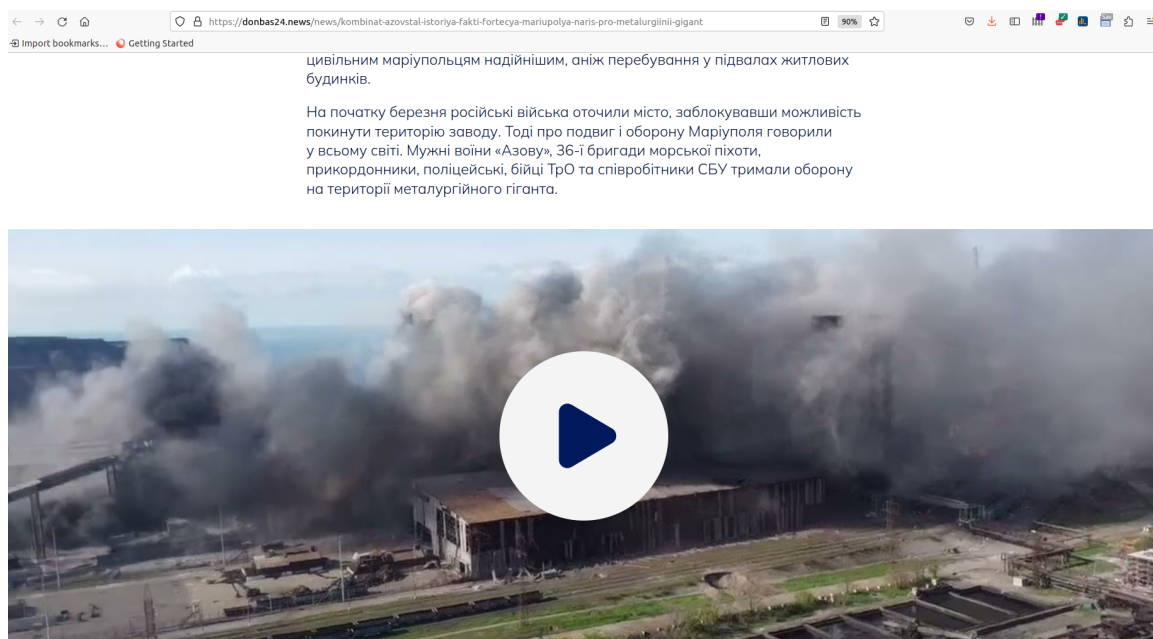 https://donbas24.news/news/kombinat-azovstal-istoriya-fakti-fortecya-mariupolya-naris-pro-metalurgiinii-gigant
90%
Import bookmarks... Getting Started
цивільним маріупольцям надійнішим, аніж перебування у підвалах житлових
будинків.
На початку березня російські війська оточили місто, заблокувавши можливість
покинути територію заводу. Тоді про подвиг і оборону Маріуполя говорили
у всьому світі. Мужні воїни «Азову», 36-ї бригади морської піхоти,
прикордонники, поліцейські, бійці ТрО та співробітники СБУ тримали оборону
на території металургійного гіганта.